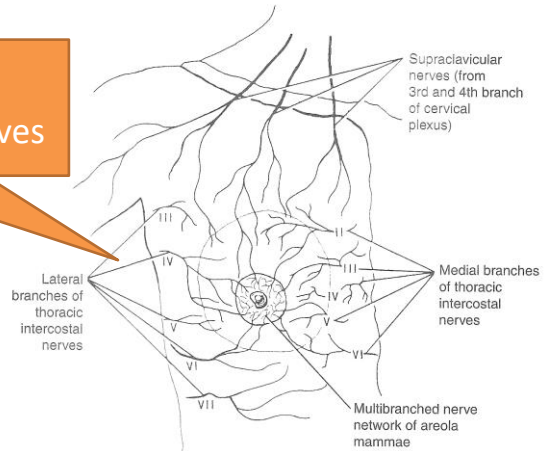 ves
Supraclavicular
nerves (from
3rd and 4th branch
of cervical
plexus)
III
IV
V
VI
VII
II
III
IV
V
VI
Lateral
branches of
thoracic
intercostal
nerves
Medial branches
of thoracic
intercostal
nerves
Multibranched nerve
network of areola
mammae